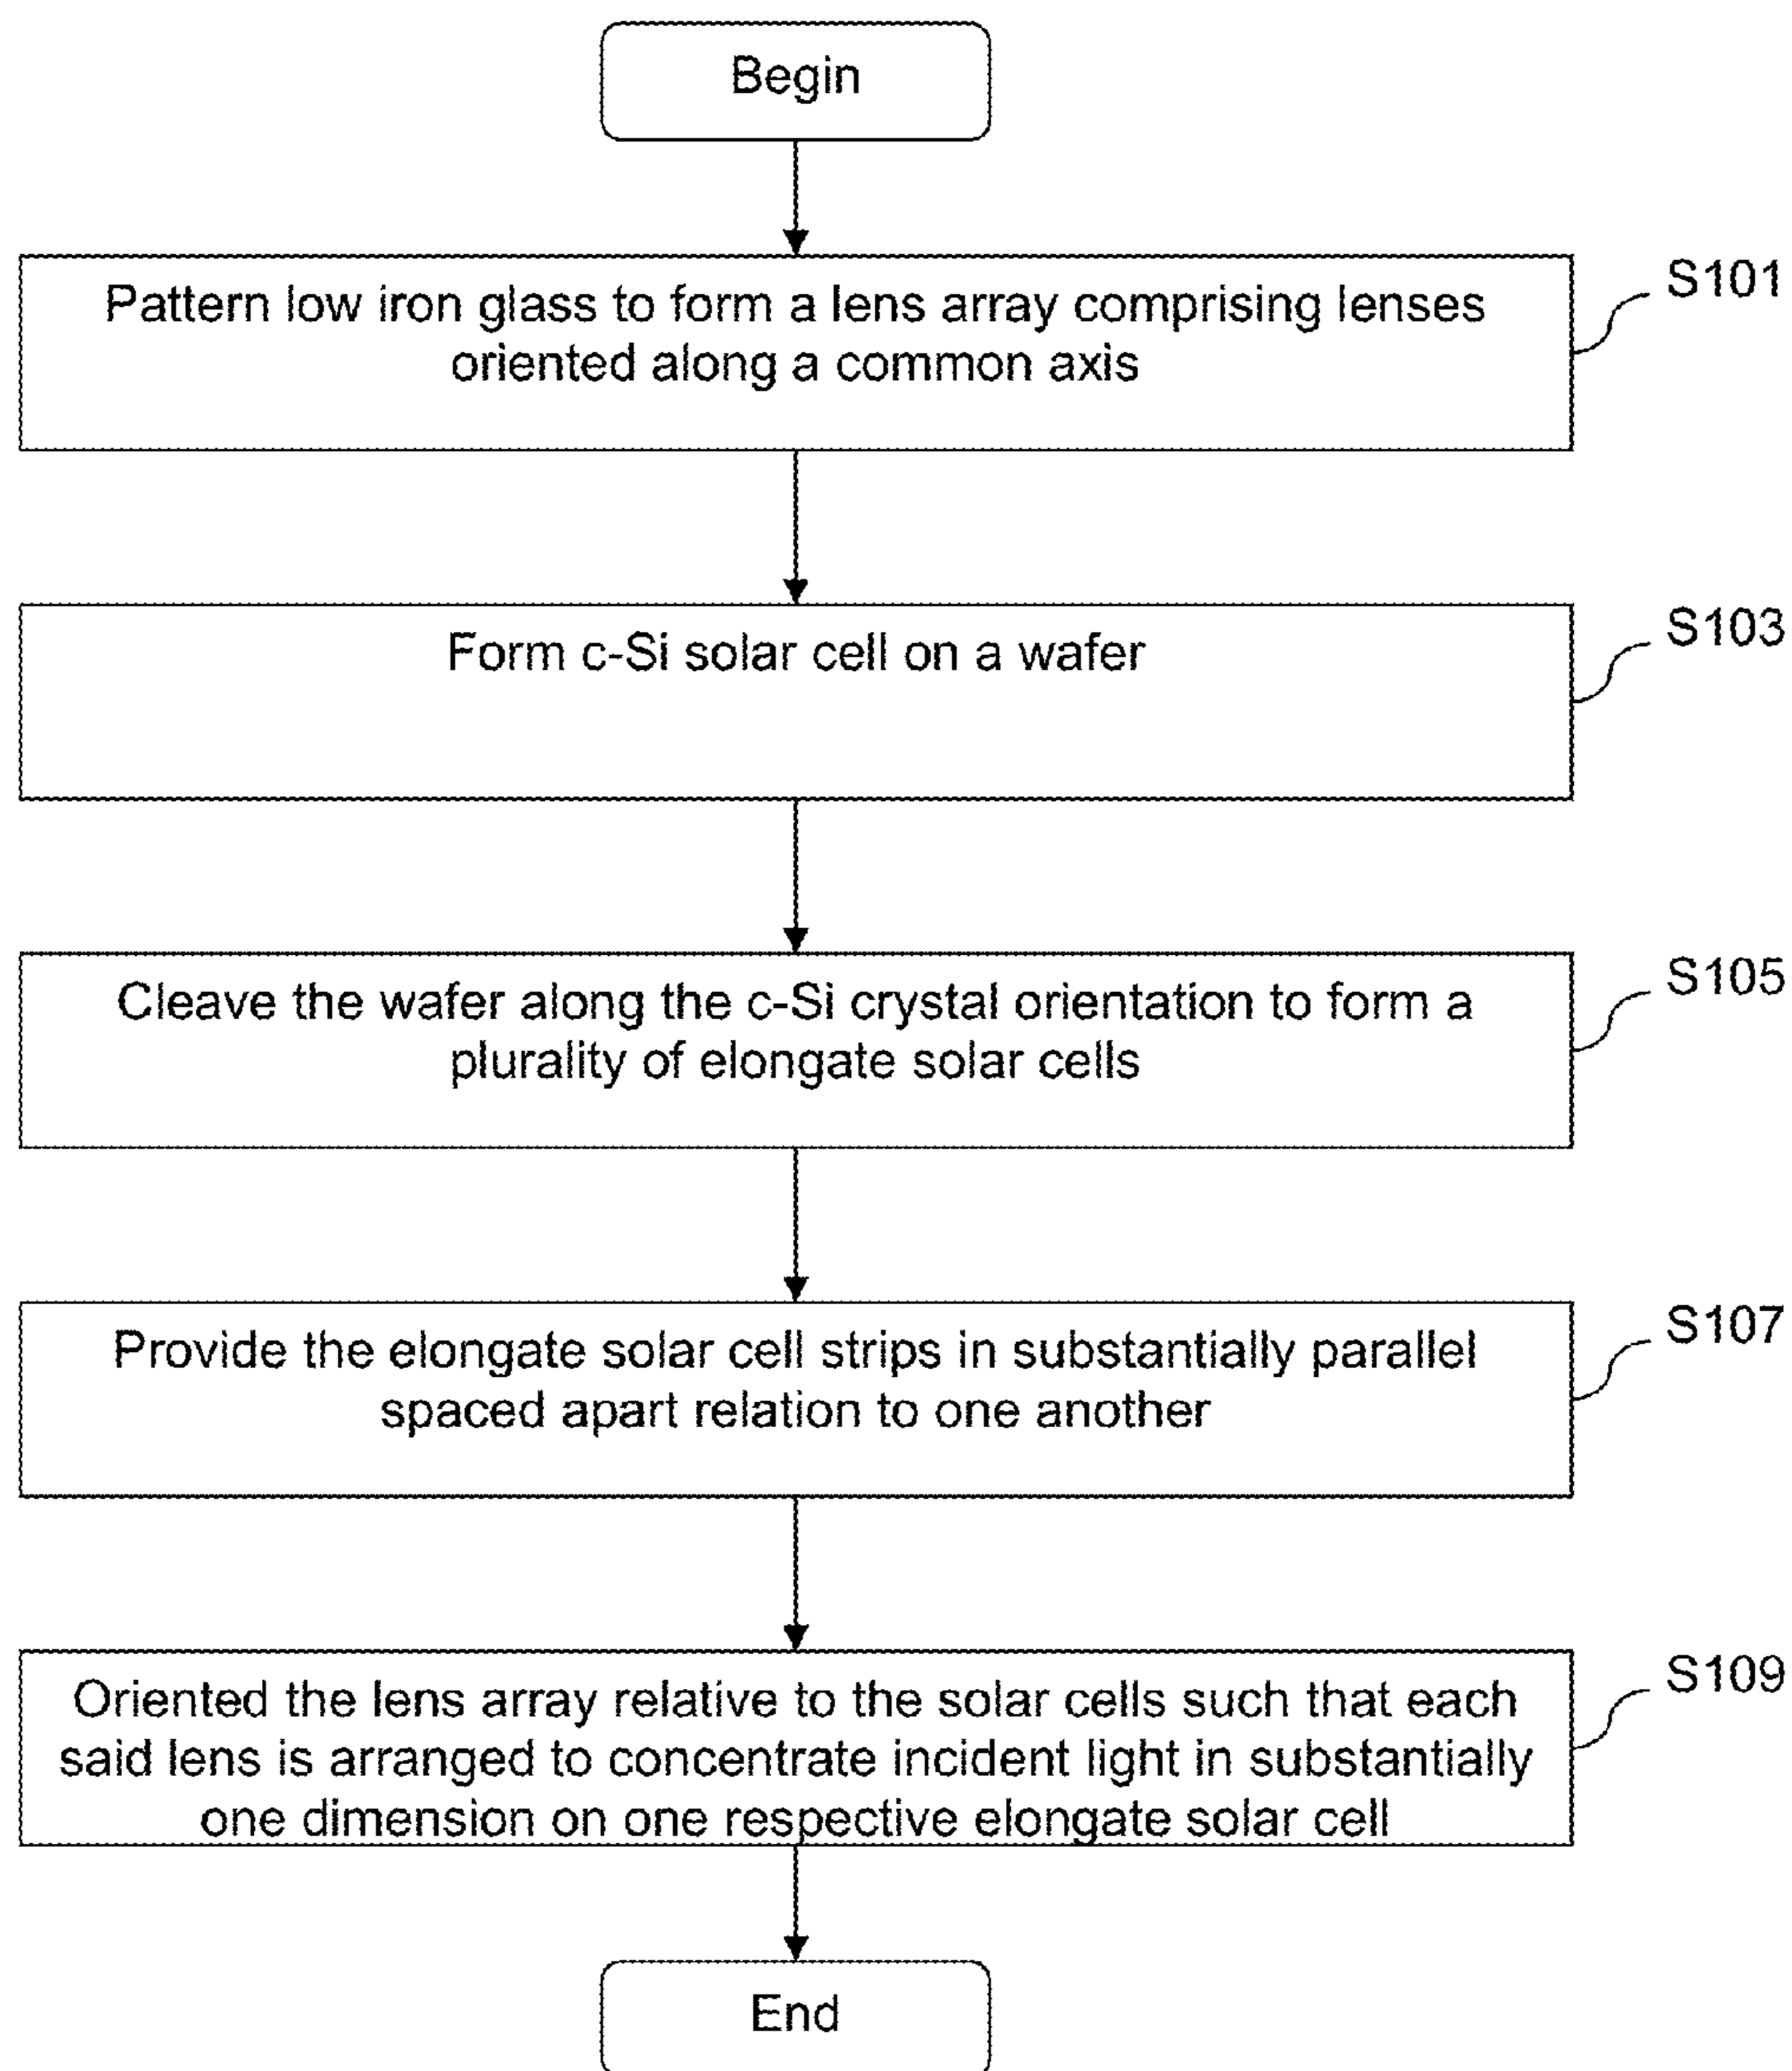 Begin
Pattern low iron glass to form a lens array comprising lenses
oriented along a common axis
S101
Form c-Si solar cell on a wafer
S103
Cleave the wafer along the c-Si crystal orientation to form a
plurality of elongate solar cells
S105
Provide the elongate solar cell strips in substantially parallel
spaced apart relation to one another
S107
Oriented the lens array relative to the solar cells such that each
said lens is arranged to concentrate incident light in substantially
one dimension on one respective elongate solar cell
S109
End